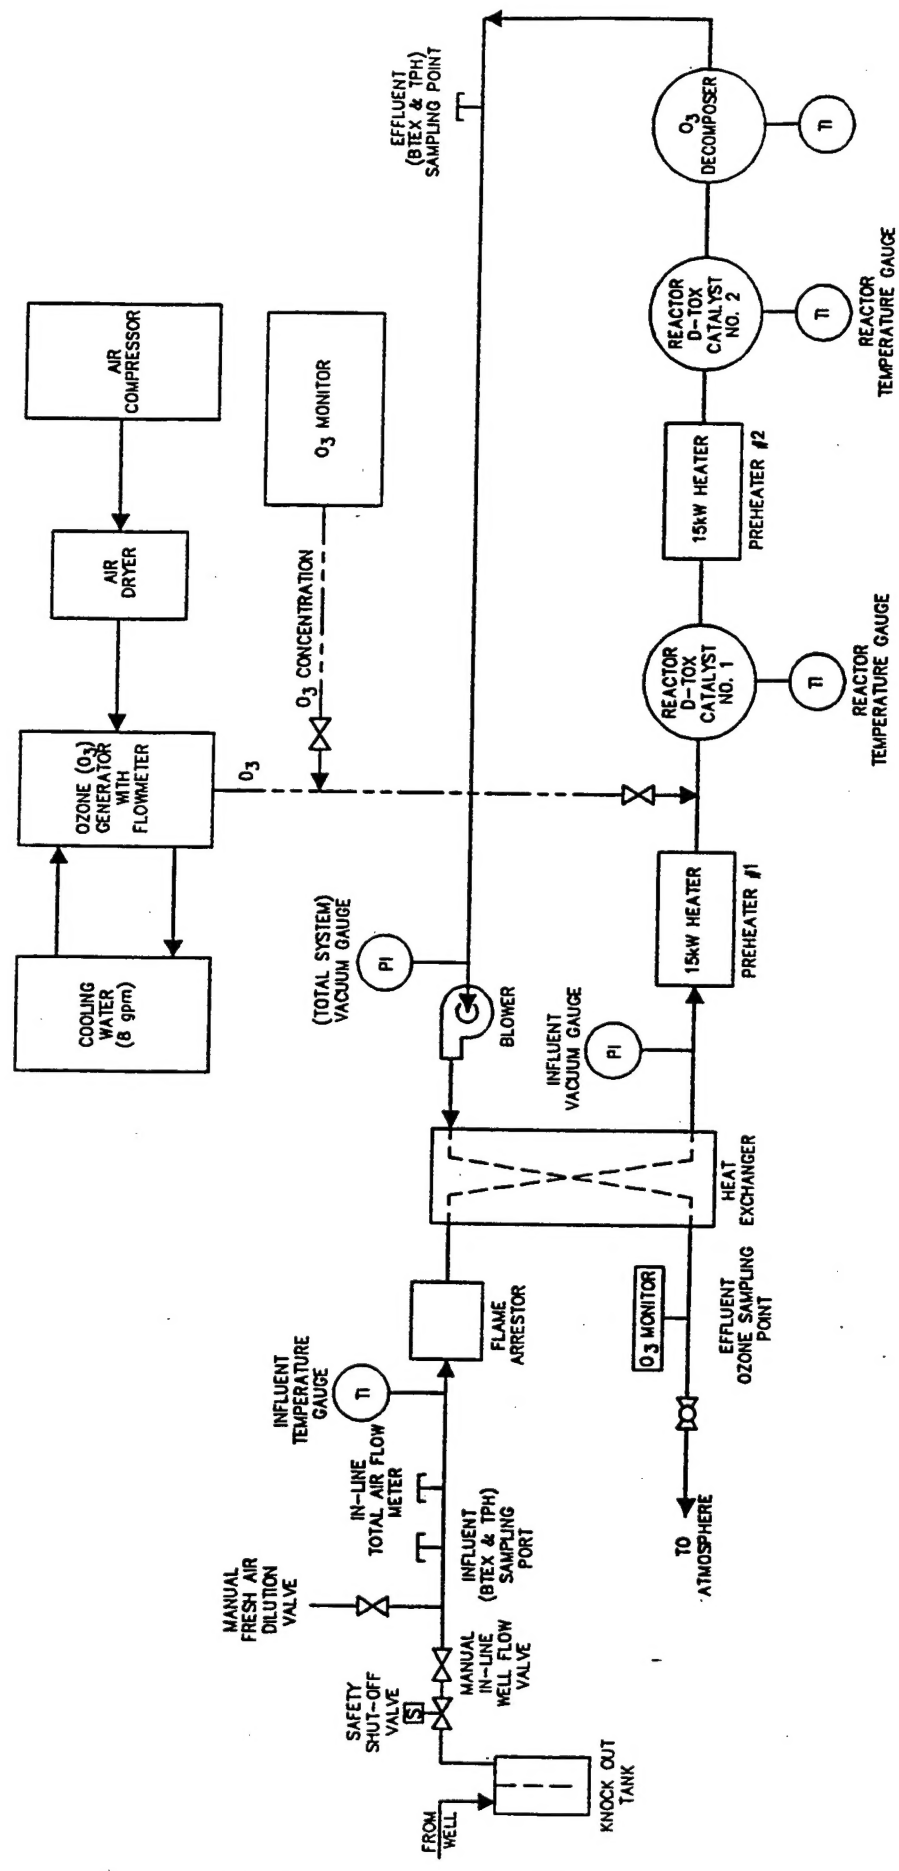 COOLING
WATER
(8 gpm)
OZONE (O3)
GENERATOR
WITH
FLOWMETER
AIR
DRYER
AIR
COMPRESSOR
O3
O3 CONCENTRATION
O3 MONITOR
(TOTAL SYSTEM)
VACUUM GAUGE
PI
BLOWER
EFFLUENT
(BTEX & TPH)
SAMPLING POINT
MANUAL
FRESH AIR
DILUTION
VALVE
INFLUENT
TEMPERATURE
GAUGE
TI
IN-LINE
TOTAL AIR FLOW
METER
SAFETY
SHUT-OFF
VALVE
S
FROM
WELL
KNOCK OUT
TANK
MANUAL
IN-LINE
WELL FLOW
VALVE
INFLUENT
(BTEX & TPH)
SAMPLING
PORT
FLAME
ARRESTOR
INFLUENT
VACUUM GAUGE
PI
HEAT
EXCHANGER
O3 MONITOR
EFFLUENT
OZONE SAMPLING
POINT
TO
ATMOSPHERE
15kW HEATER
PREHEATER #1
REACTOR
D-TOX
CATALYST
NO. 1
TI
REACTOR
TEMPERATURE GAUGE
15kW HEATER
PREHEATER #2
REACTOR
D-TOX
CATALYST
NO. 2
TI
REACTOR
TEMPERATURE GAUGE
O3
DECOMPOSER
TI